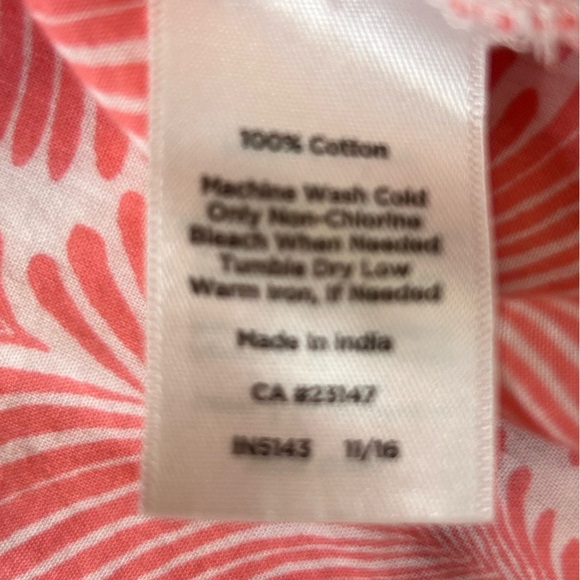 100% Cotton
Machine Wash Cold
Only Non-Chlorine
Bleach When Needed
Tumble Dry Low
Warm Iron, If Needed
Made In India
CA #23147
IN5143 11/16